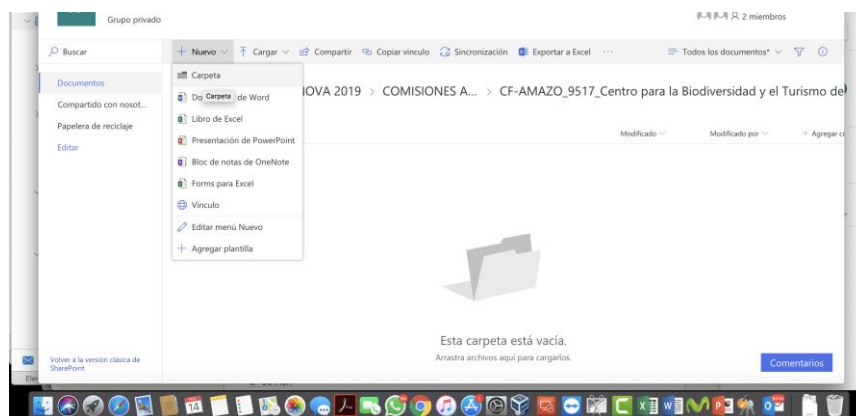 Grupo privado
2 miembros
Buscar
Nuevo
Cargar
Compartir
Copiar vínculo
Sincronización
Exportar a Excel
Todos los documentos*
Documentos
Compartido con nosot...
Papelera de reciclaje
Editar
Carpeta
Carpeta
de Word
Libro de Excel
Presentación de PowerPoint
Bloc de notas de OneNote
Forms para Excel
Vínculo
Editar menú Nuevo
Agregar plantilla
2019 > COMISIONES A... > CF-AMAZO_9517_Centro para la Biodiversidad y el Turismo de
Modificado
Modificado por
Agregar
Esta carpeta está vacía.
Arrastra archivos aquí para cargarlos.
Volver a la versión clásica de
SharePoint
Comentarios
14